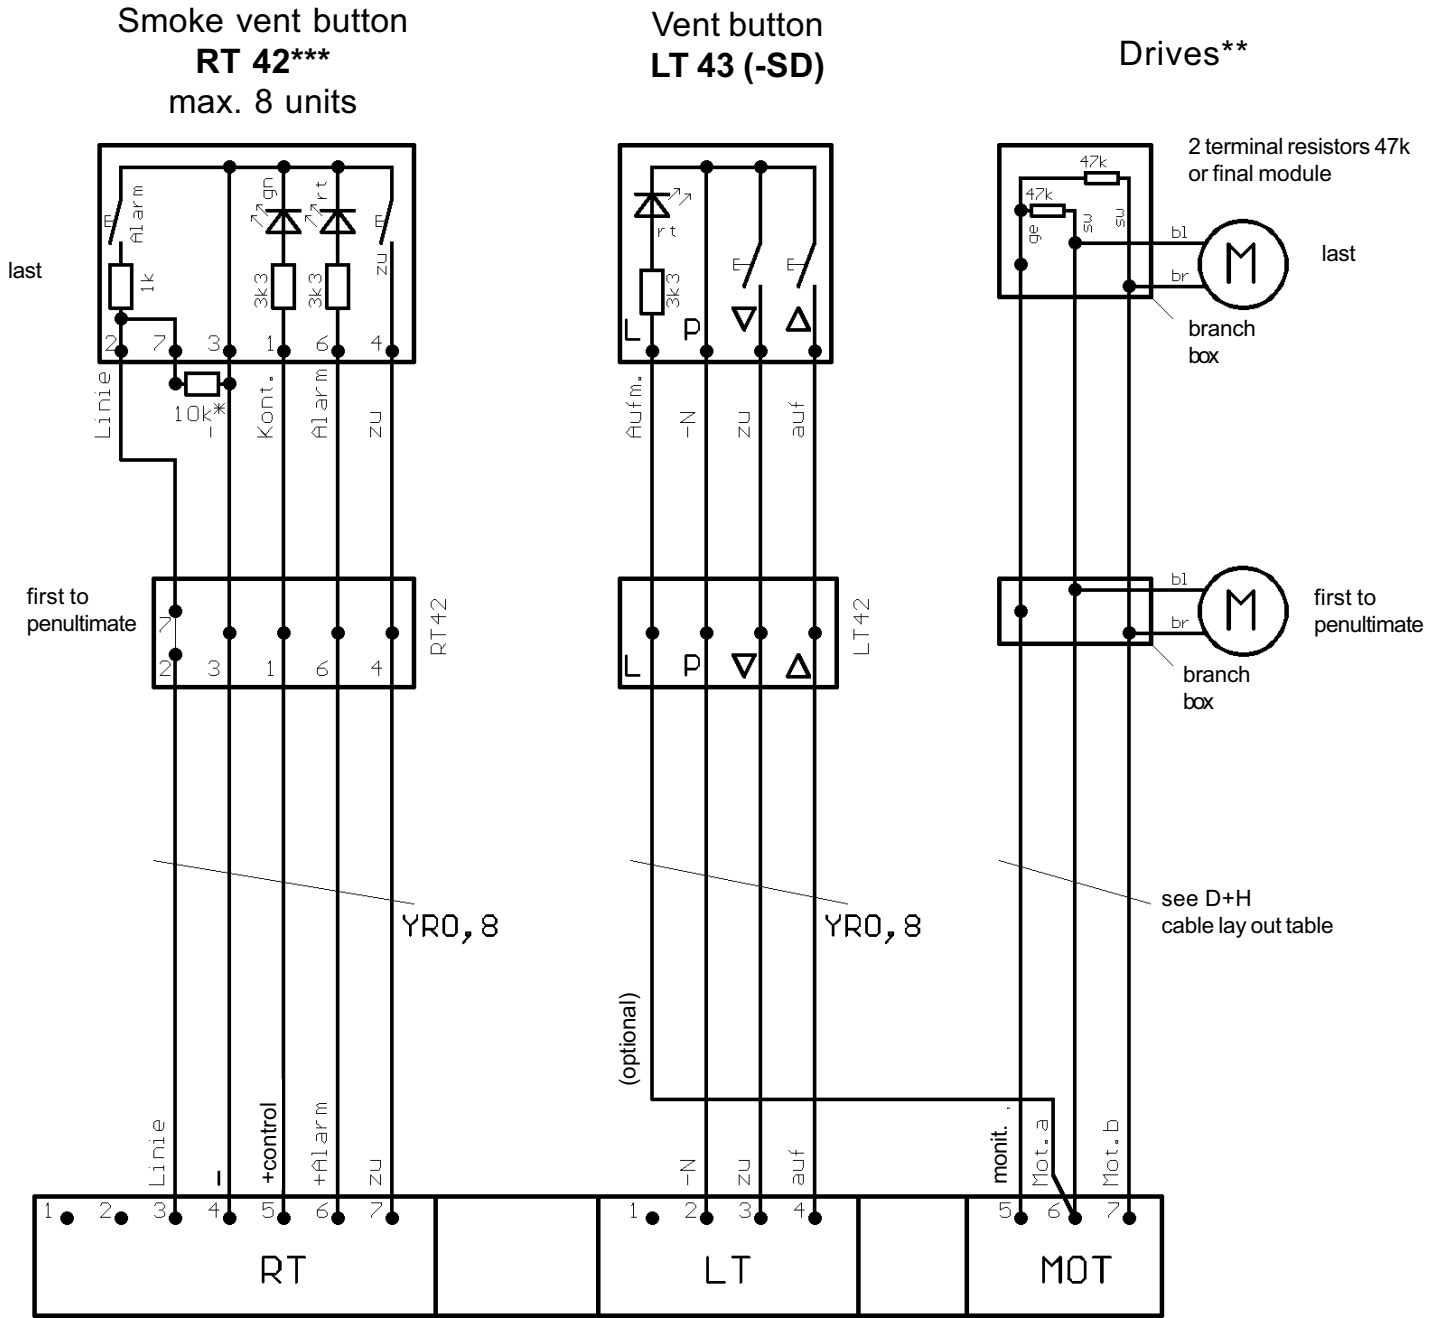 Smoke vent button
RT 42***
max. 8 units
Vent button
LT 43 (-SD)
Drives**
2 terminal resistors 47k
or final module
last
Alarm
1k
gn
rt
3k3
3k3
zu
2
7
3
1
6
4
Linie
10k*
-
Kont.
Alarm
zu
rt
3k3
L
P
Aufm.
-N
zu
auf
47k
47k
ge
sw
sw
bl
br
M
last
branch
box
first to
penultimate
7
2
3
1
6
4
RT42
L
P
LT42
bl
br
M
first to
penultimate
branch
box
YR0,8
YR0,8
see D+H
cable lay out table
(optional)
Linie
-
+control
+Alarm
zu
-N
zu
auf
monit. .
Mot.a
Mot.b
1
2
3
4
5
6
7
1
2
3
4
5
6
7
RT
LT
MOT